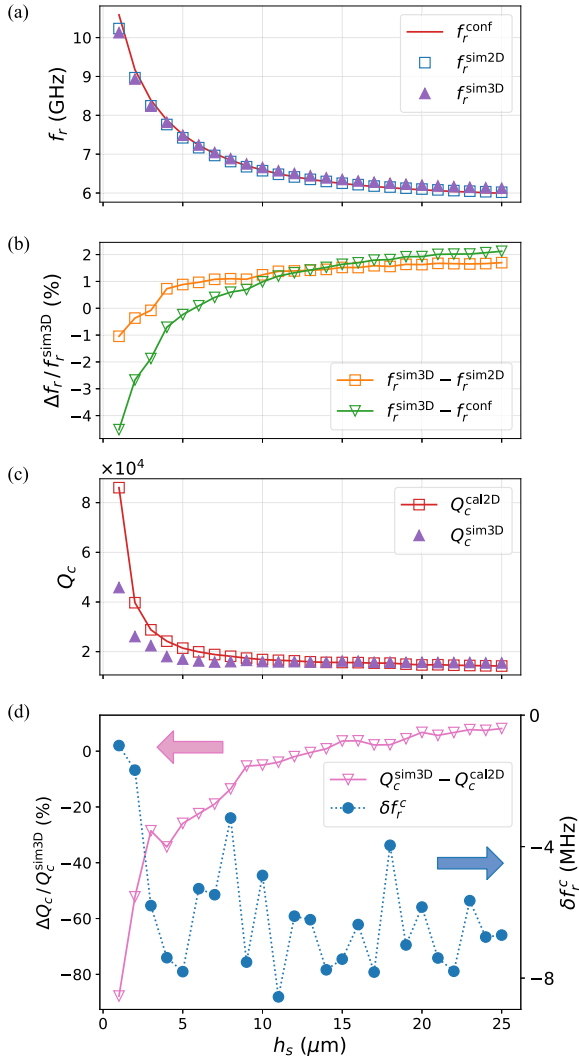 (a)
10
9
8
7
6
f_r (GHz)
f_r^conf
f_r^sim2D
f_r^sim3D
(b)
2
1
0
−1
−2
−3
−4
Δf_r/f_r^sim3D (%)
f_r^sim3D − f_r^sim2D
f_r^sim3D − f_r^conf
(c)
×10^4
8
6
4
2
Q_c
Q_c^cal2D
Q_c^sim3D
(d)
0
−20
−40
−60
−80
ΔQ_c/Q_c^sim3D (%)
Q_c^sim3D − Q_c^cal2D
δf_r^c
0
−4
−8
δf_r^c (MHz)
0 5 10 15 20 25
h_s (μm)